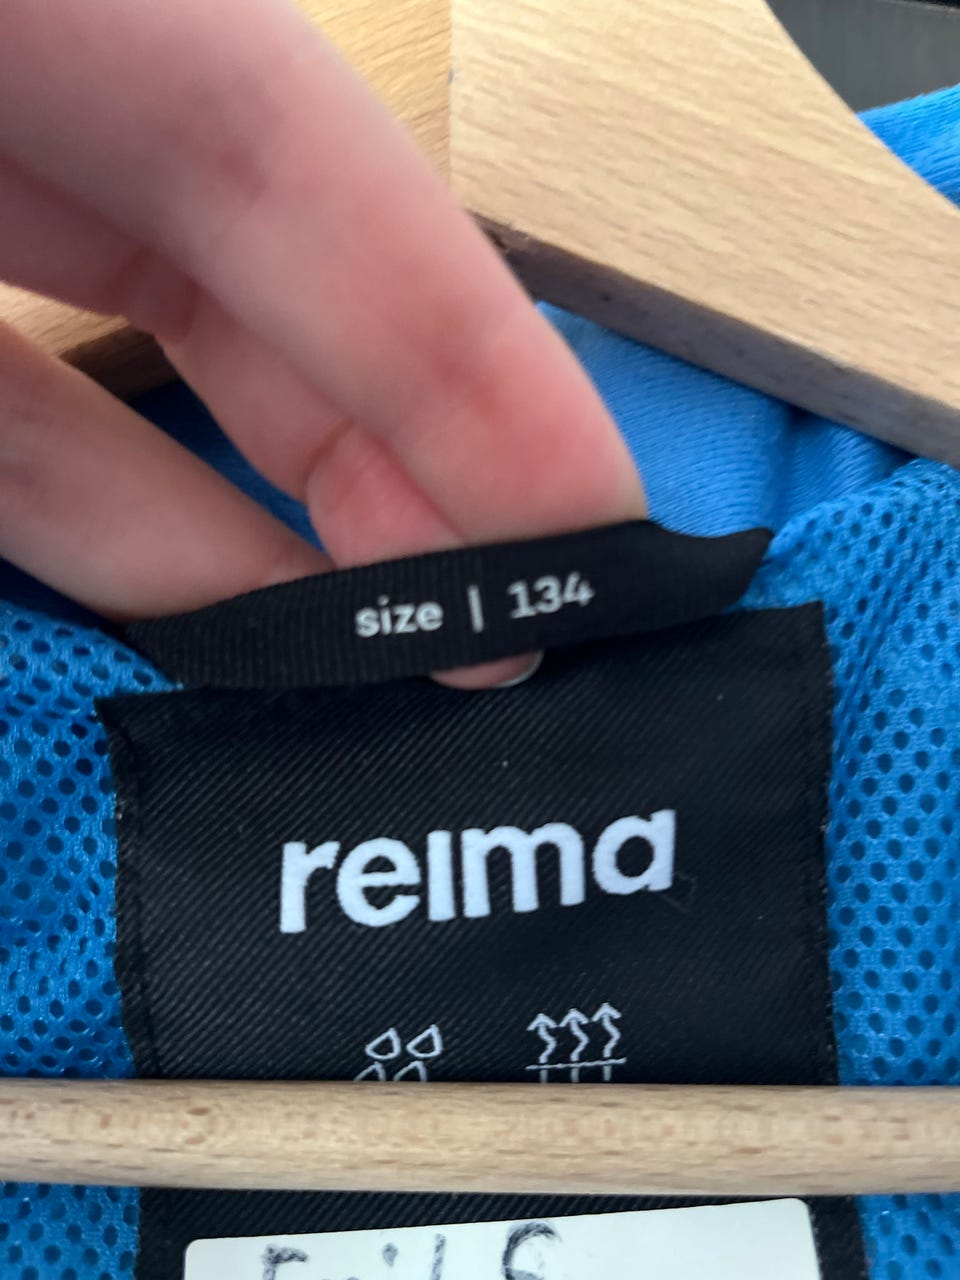 size | 134
reima